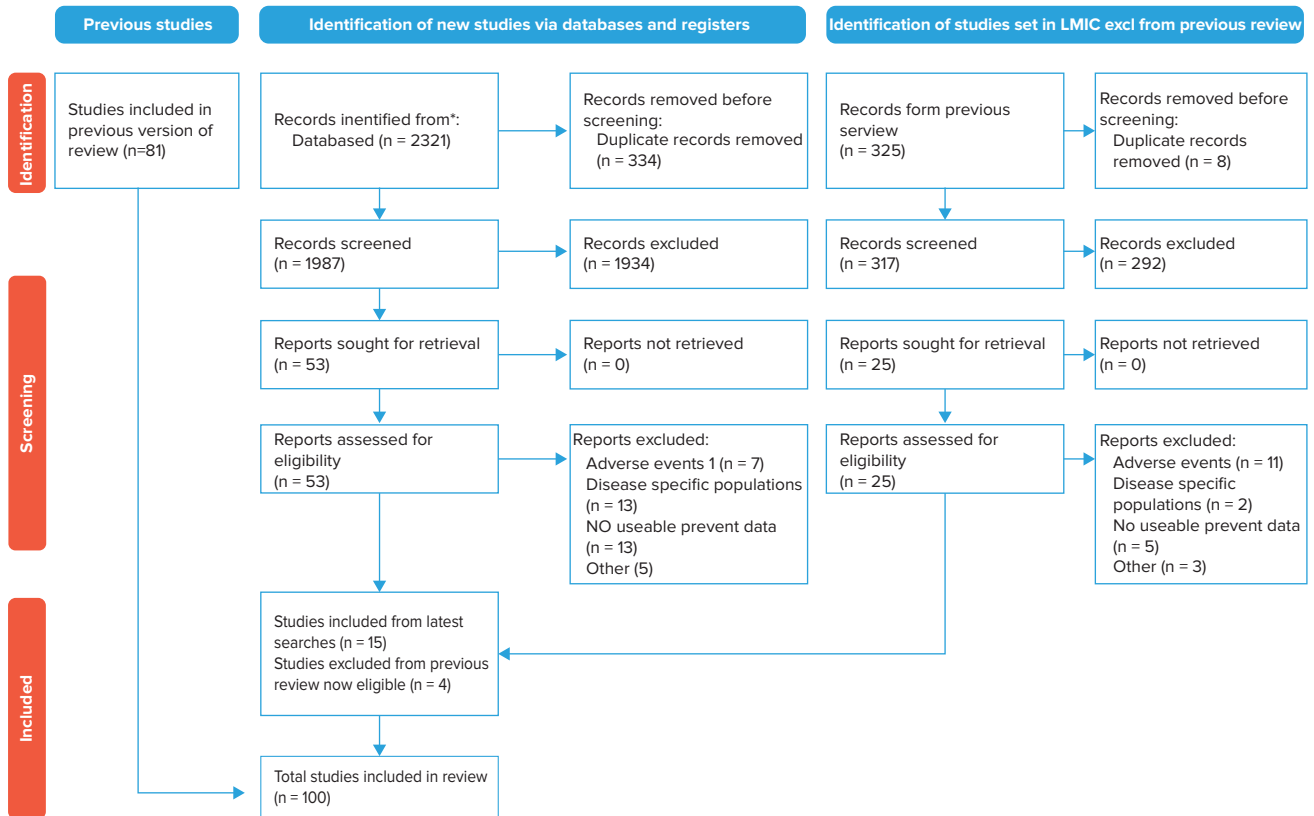 Previous studies
Identification of new studies via databases and registers
Identification of studies set in LMIC excl from previous review
Identification
Studies included in
previous version of
review (n=81)
Records inentified from*:
Databased (n = 2321)
Records removed before
screening:
Duplicate records removed
(n = 334)
Records form previous
serview
(n = 325)
Records removed before
screening:
Duplicate records
removed (n = 8)
Screening
Records screened
(n = 1987)
Records excluded
(n = 1934)
Records screened
(n = 317)
Records excluded
(n = 292)
Reports sought for retrieval
(n = 53)
Reports not retrieved
(n = 0)
Reports sought for retrieval
(n = 25)
Reports not retrieved
(n = 0)
Reports assessed for
eligibility
(n = 53)
Reports excluded:
Adverse events 1 (n = 7)
Disease specific populations
(n = 13)
NO useable prevent data
(n = 13)
Other (5)
Reports assessed for
eligibility
(n = 25)
Reports excluded:
Adverse events (n = 11)
Disease specific
populations (n = 2)
No useable prevent data
(n = 5)
Other (n = 3)
Included
Studies included from latest
searches (n = 15)
Studies excluded from previous
review now eligible (n = 4)
Total studies included in review
(n = 100)